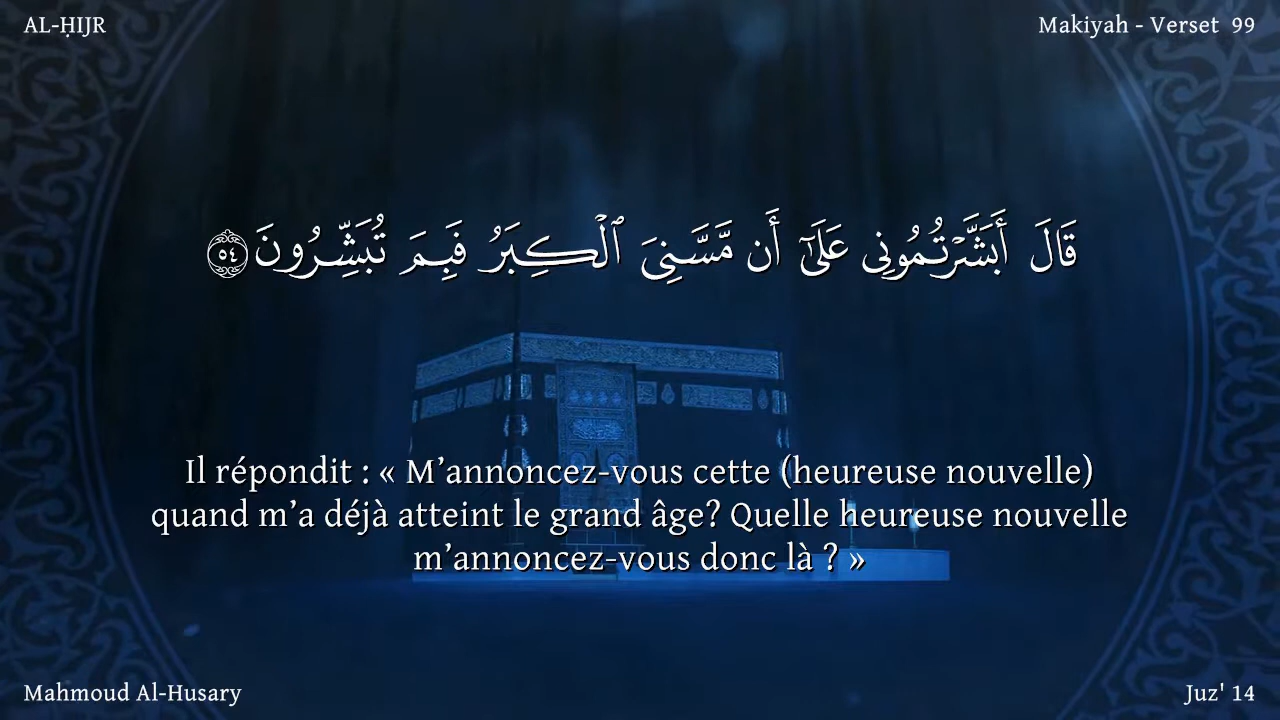 AL-ḤIJR
Makiyah - Verset 99
قَالَ أَبَشَّرْتُمُونِى عَلَىٰٓ أَن مَّسَّنِىَ ٱلْكِبَرُ فَبِمَ تُبَشِّرُونَ ٥٤
Il répondit : « M’annoncez-vous cette (heureuse nouvelle)
quand m’a déjà atteint le grand âge? Quelle heureuse nouvelle
m’annoncez-vous donc là ? »
Mahmoud Al-Husary
Juz' 14